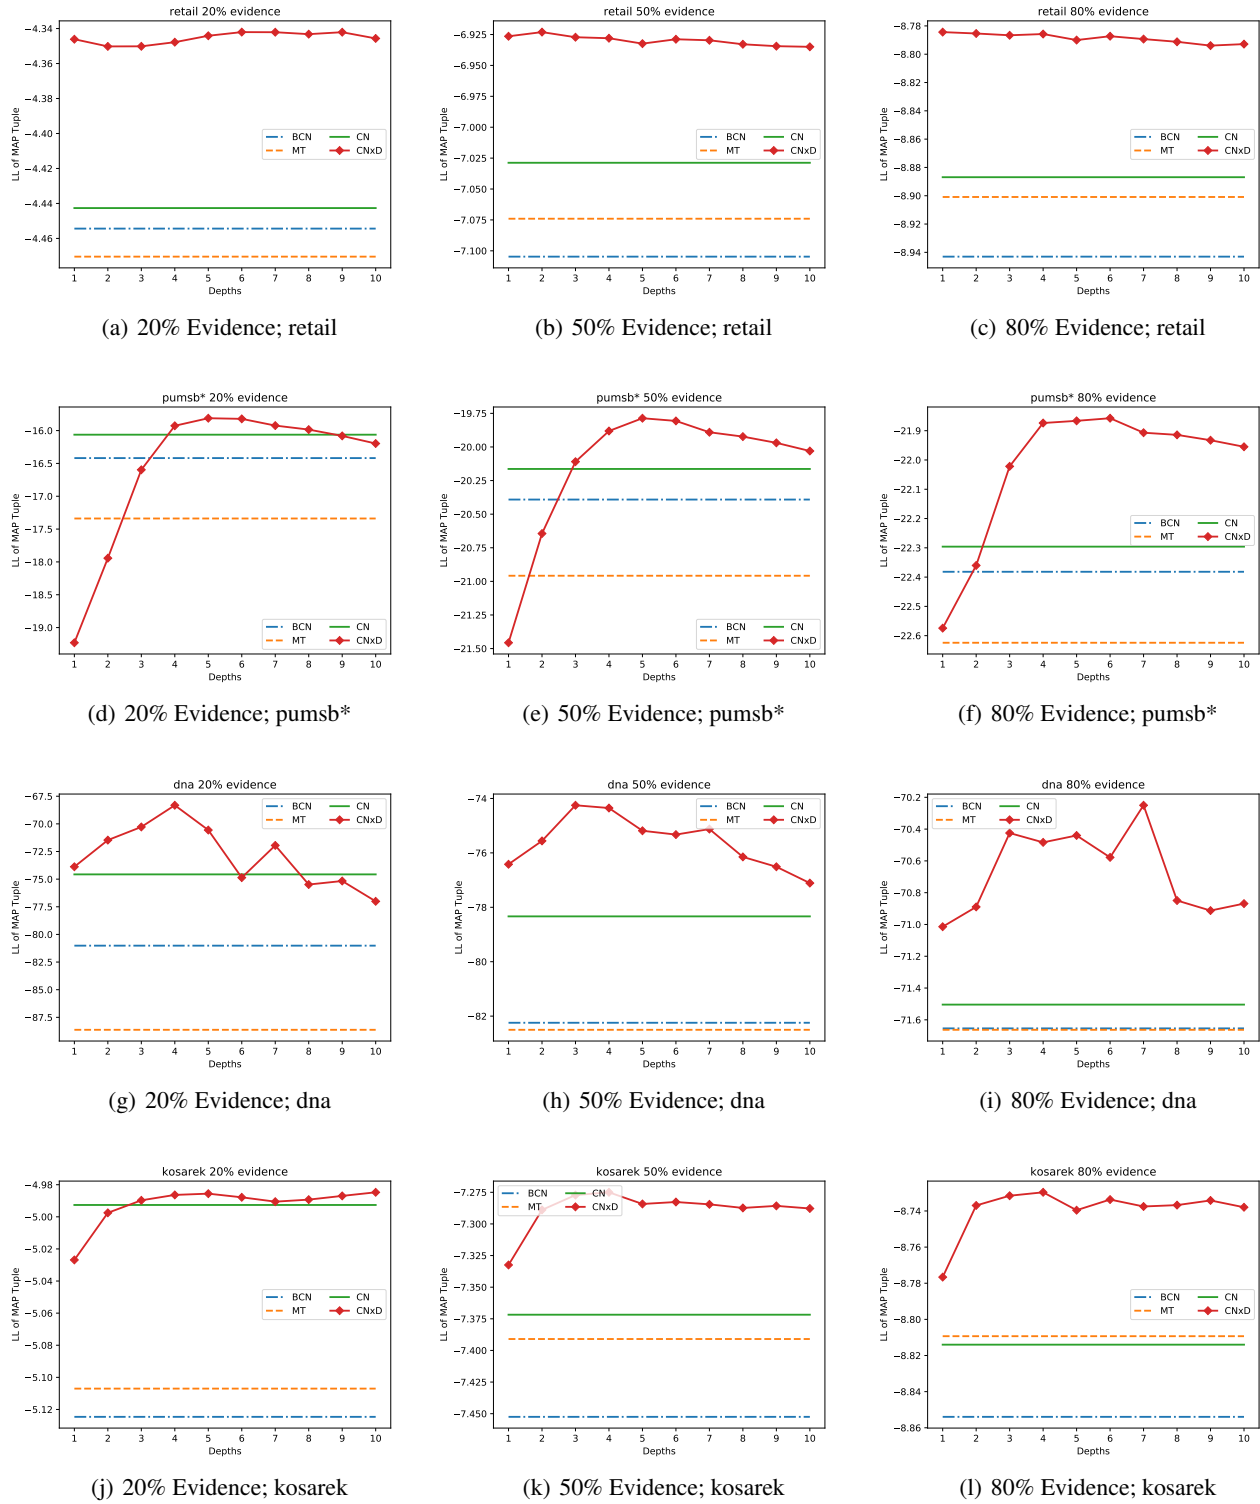 retail 20% evidence
LL of MAP Tuple
−4.34
−4.36
−4.38
−4.40
−4.42
−4.44
−4.46
BCN CN
MT CNxD
1 2 3 4 5 6 7 8 9 10
Depths
(a) 20% Evidence; retail
retail 50% evidence
LL of MAP Tuple
−6.925
−6.950
−6.975
−7.000
−7.025
−7.050
−7.075
−7.100
BCN CN
MT CNxD
1 2 3 4 5 6 7 8 9 10
Depths
(b) 50% Evidence; retail
retail 80% evidence
LL of MAP Tuple
−8.78
−8.80
−8.82
−8.84
−8.86
−8.88
−8.90
−8.92
−8.94
BCN CN
MT CNxD
1 2 3 4 5 6 7 8 9 10
Depths
(c) 80% Evidence; retail
pumsb* 20% evidence
LL of MAP Tuple
−16.0
−16.5
−17.0
−17.5
−18.0
−18.5
−19.0
BCN CN
MT CNxD
1 2 3 4 5 6 7 8 9 10
Depths
(d) 20% Evidence; pumsb*
pumsb* 50% evidence
LL of MAP Tuple
−19.75
−20.00
−20.25
−20.50
−20.75
−21.00
−21.25
−21.50
BCN CN
MT CNxD
1 2 3 4 5 6 7 8 9 10
Depths
(e) 50% Evidence; pumsb*
pumsb* 80% evidence
LL of MAP Tuple
−21.9
−22.0
−22.1
−22.2
−22.3
−22.4
−22.5
−22.6
BCN CN
MT CNxD
1 2 3 4 5 6 7 8 9 10
Depths
(f) 80% Evidence; pumsb*
dna 20% evidence
LL of MAP Tuple
−67.5
−70.0
−72.5
−75.0
−77.5
−80.0
−82.5
−85.0
−87.5
BCN CN
MT CNxD
1 2 3 4 5 6 7 8 9 10
Depths
(g) 20% Evidence; dna
dna 50% evidence
LL of MAP Tuple
−74
−76
−78
−80
−82
BCN CN
MT CNxD
1 2 3 4 5 6 7 8 9 10
Depths
(h) 50% Evidence; dna
dna 80% evidence
LL of MAP Tuple
−70.2
−70.4
−70.6
−70.8
−71.0
−71.2
−71.4
−71.6
BCN CN
MT CNxD
1 2 3 4 5 6 7 8 9 10
Depths
(i) 80% Evidence; dna
kosarek 20% evidence
LL of MAP Tuple
−4.98
−5.00
−5.02
−5.04
−5.06
−5.08
−5.10
−5.12
BCN CN
MT CNxD
1 2 3 4 5 6 7 8 9 10
Depths
(j) 20% Evidence; kosarek
kosarek 50% evidence
LL of MAP Tuple
−7.275
−7.300
−7.325
−7.350
−7.375
−7.400
−7.425
−7.450
BCN CN
MT CNxD
1 2 3 4 5 6 7 8 9 10
Depths
(k) 50% Evidence; kosarek
kosarek 80% evidence
LL of MAP Tuple
−8.74
−8.76
−8.78
−8.80
−8.82
−8.84
−8.86
BCN CN
MT CNxD
1 2 3 4 5 6 7 8 9 10
Depths
(l) 80% Evidence; kosarek